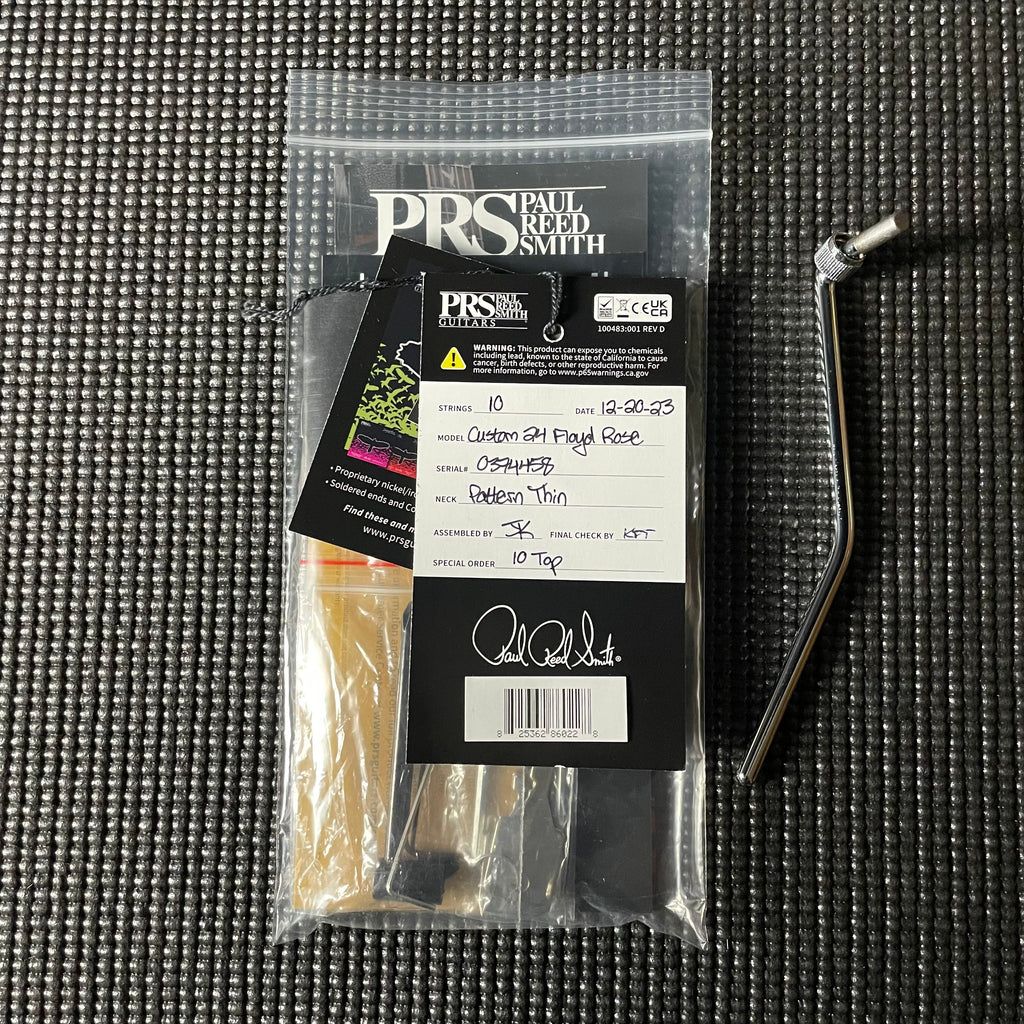 PRS PAUL
REED
SMITH
PRS PAUL
REED
SMITH
GUITARS
UK
CA
100483:001 REV D
WARNING: This product can expose you to chemicals
including lead, known to the state of California to cause
cancer, birth defects, or other reproductive harm. For
more information, go to www.p65warnings.ca.gov
STRINGS 10 DATE 12-20-23
MODEL Custom 24 Floyd Rose
SERIAL# 0374458
NECK Pattern Thin
ASSEMBLED BY JK FINAL CHECK BY KFT
SPECIAL ORDER 10 Top
Paul Reed Smith®
8 25362 86022 8
• Proprietary nickel/iro
• Soldered ends and Co
Find these and m
www.prsgu